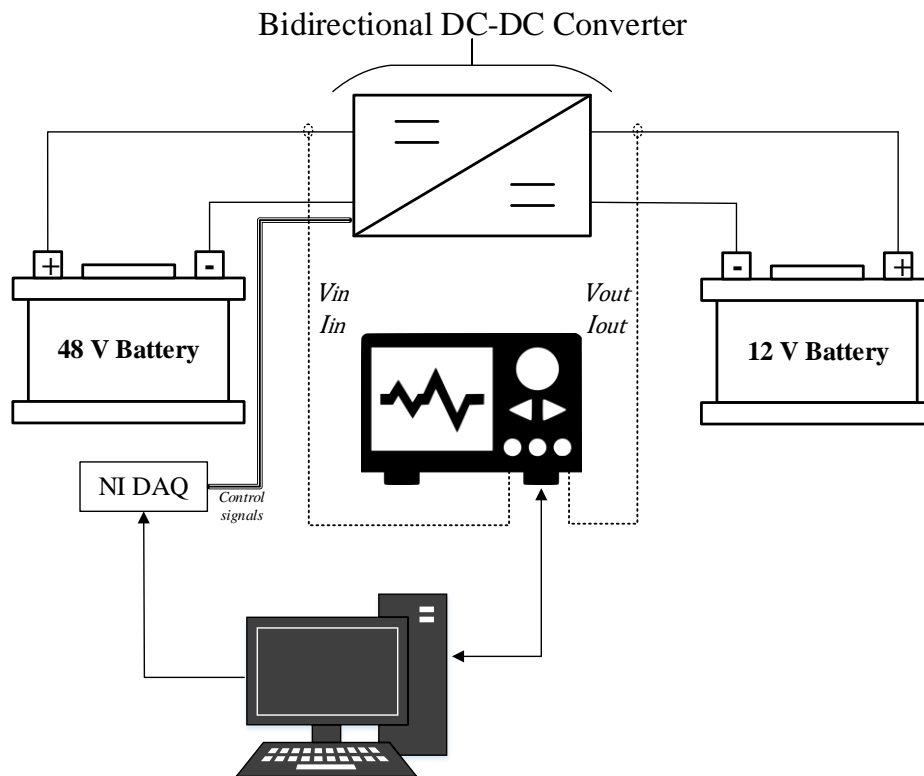 Bidirectional DC-DC Converter
+
-
-
+
Vin
Iin
Vout
Iout
48 V Battery
12 V Battery
NI DAQ
Control
signals